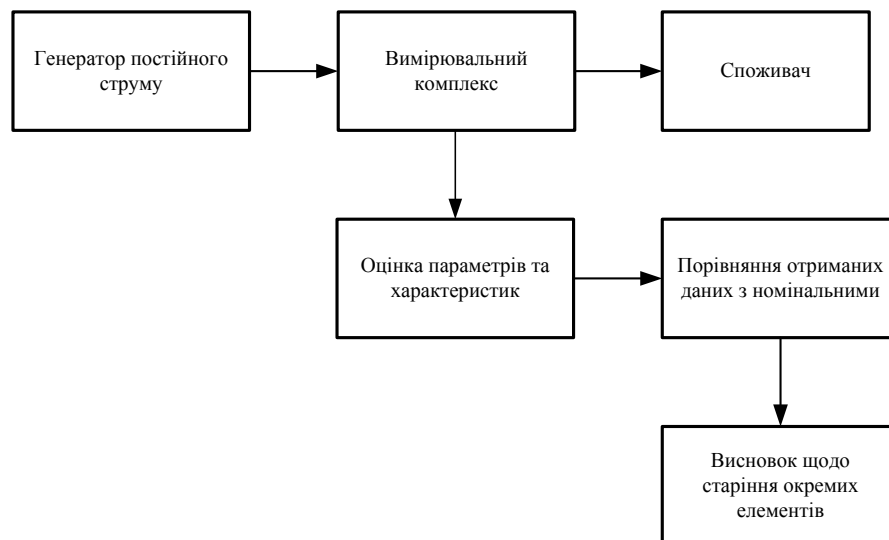 Генератор постійного
струму
Вимірювальний
комплекс
Споживач
Оцінка параметрів та
характеристик
Порівняння отриманих
даних з номінальними
Висновок щодо
старіння окремих
елементів